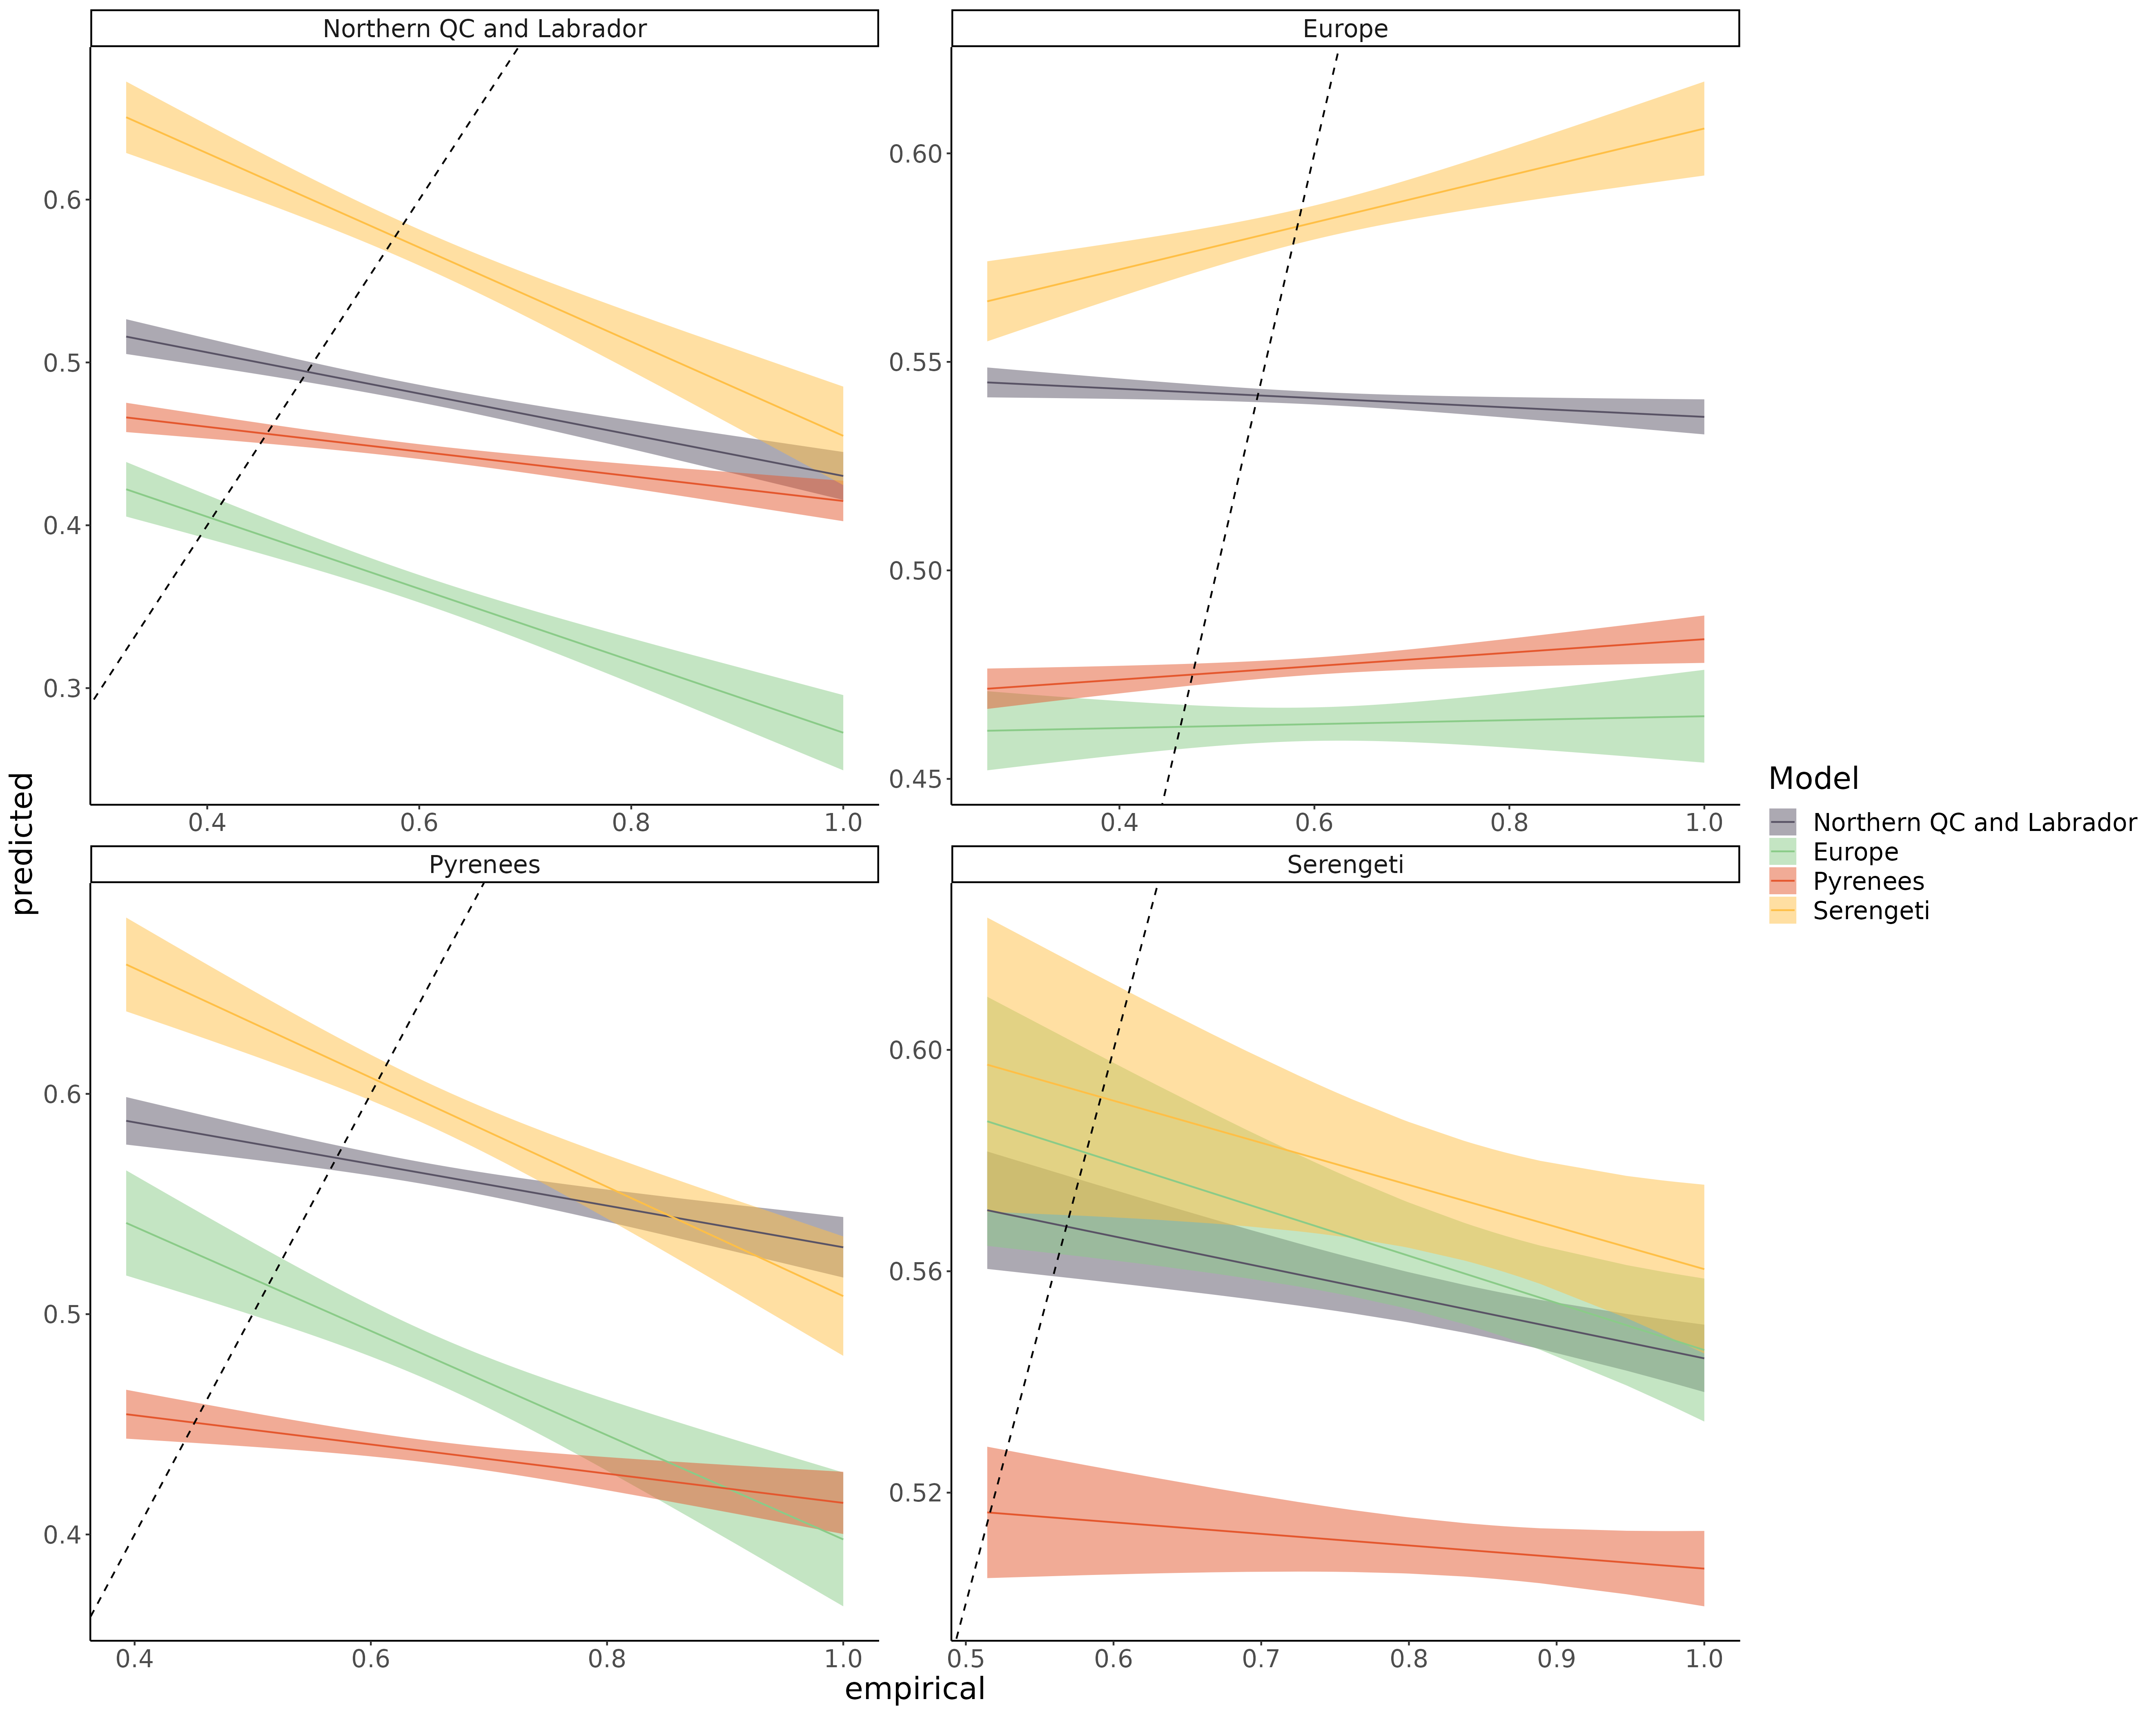 Northern QC and Labrador
Europe
0.6
0.5
0.4
0.3
0.4 0.6 0.8 1.0
0.60
0.55
0.50
0.45
0.4 0.6 0.8 1.0
Pyrenees
Serengeti
0.6
0.5
0.4
0.4 0.6 0.8 1.0
0.60
0.56
0.52
0.5 0.6 0.7 0.8 0.9 1.0
predicted
empirical
Model
Northern QC and Labrador
Europe
Pyrenees
Serengeti